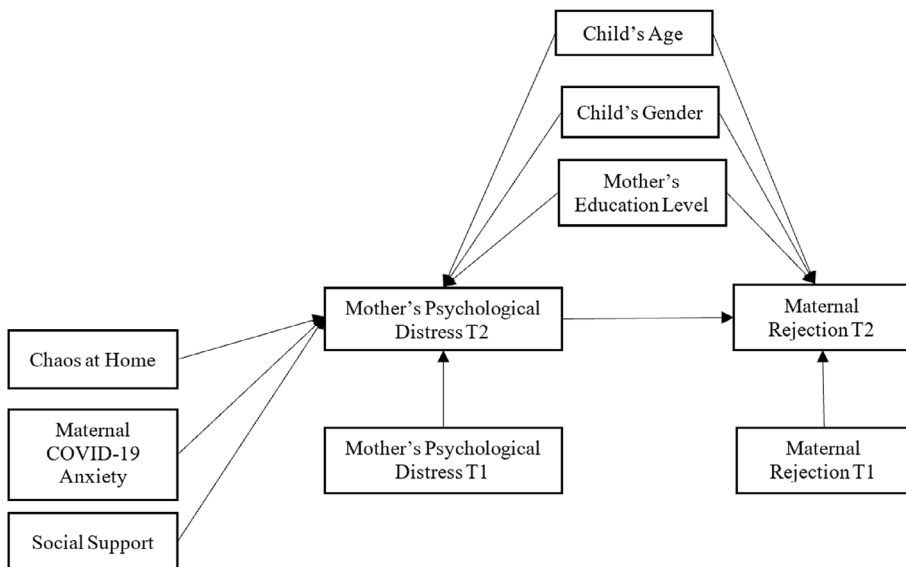 Child's Age
Child's Gender
Mother's
Education Level
Mother's Psychological
Distress T2
Maternal
Rejection T2
Chaos at Home
Maternal
COVID-19
Anxiety
Mother's Psychological
Distress T1
Maternal
Rejection T1
Social Support